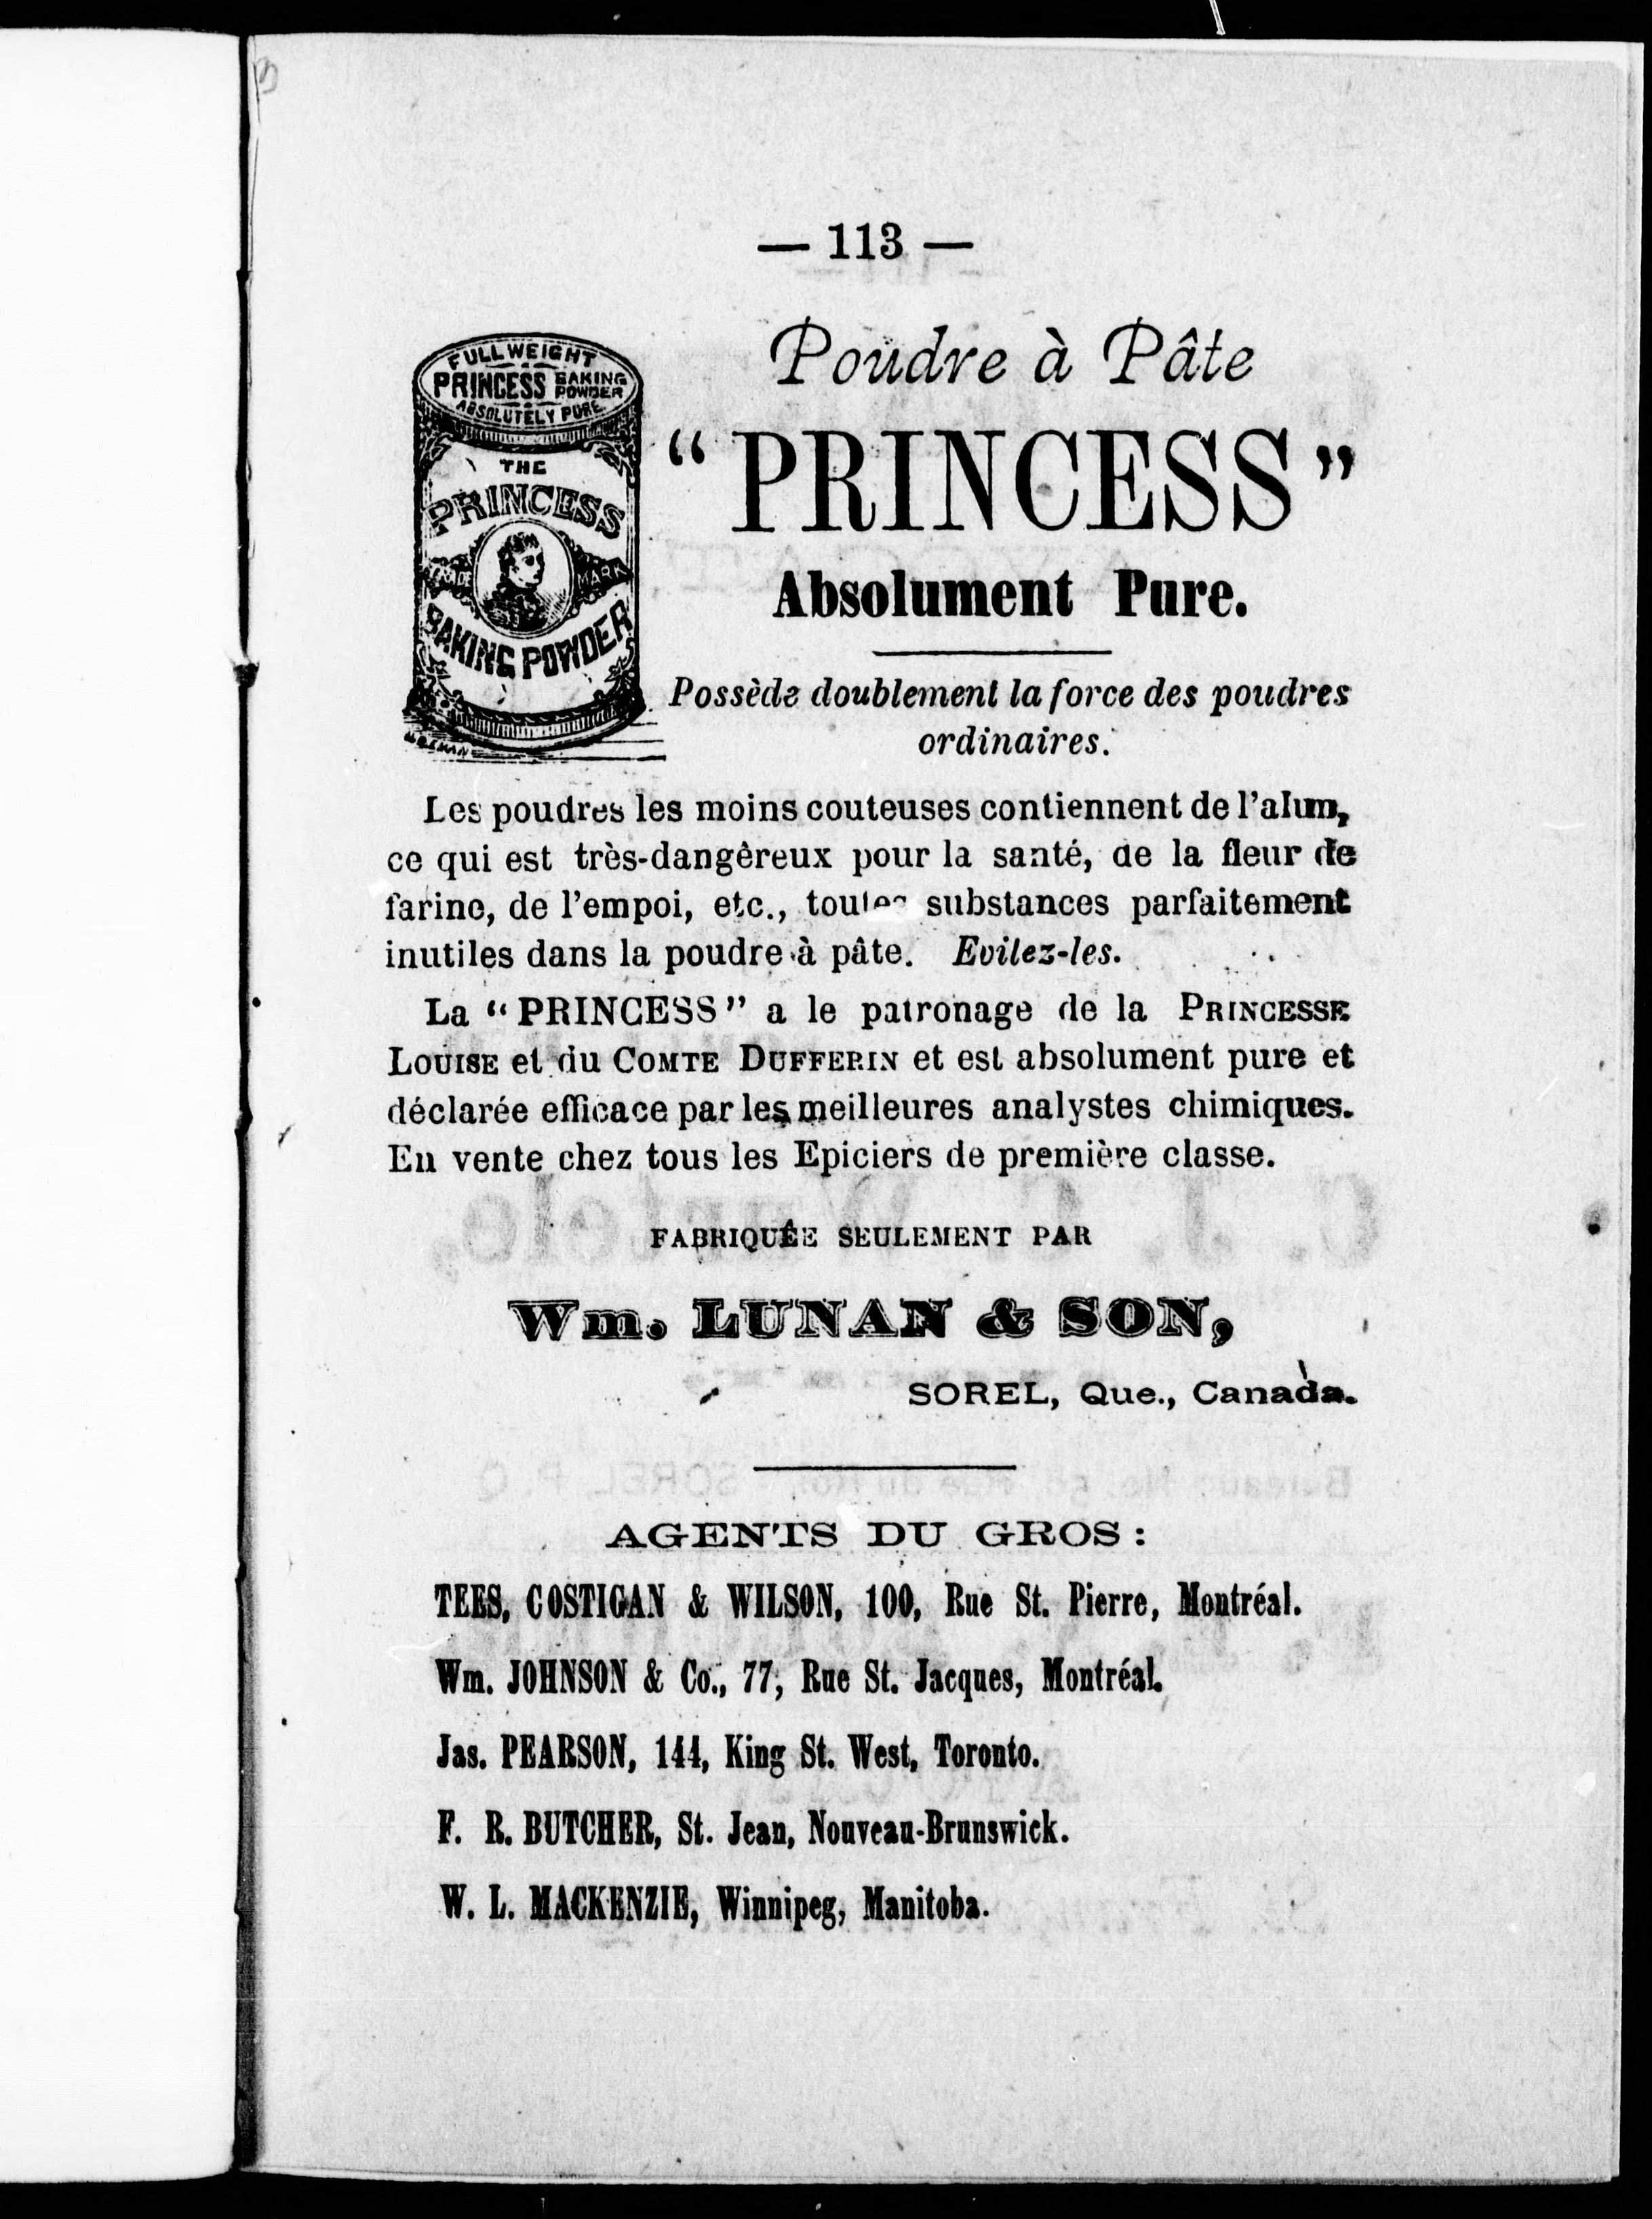 — 113 —
FULL WEIGHT
PRINCESS BAKING POWDER
ABSOLUTELY PURE
THE
PRINCESS
TRADE MARK
BAKING POWDER
Poudre à Pâte
“PRINCESS”
Absolument Pure.
Possède doublement la force des poudres
ordinaires.
Les poudres les moins couteuses contiennent de l’alun,
ce qui est très-dangêreux pour la santé, de la fleur de
farine, de l’empoi, etc., toutes substances parfaitement
inutiles dans la poudre à pâte. Evitez-les.
La “PRINCESS” a le patronage de la PRINCESSE
LOUISE et du COMTE DUFFERIN et est absolument pure et
déclarée efficace par les meilleures analystes chimiques.
En vente chez tous les Epiciers de première classe.
FABRIQUÉE SEULEMENT PAR
Wm. LUNAN & SON,
SOREL, Que., Canada.
AGENTS DU GROS:
TEES, COSTIGAN & WILSON, 100, Rue St. Pierre, Montréal.
Wm. JOHNSON & Co., 77, Rue St. Jacques, Montréal.
Jas. PEARSON, 144, King St. West, Toronto.
F. R. BUTCHER, St. Jean, Nouveau-Brunswick.
W. L. MACKENZIE, Winnipeg, Manitoba.